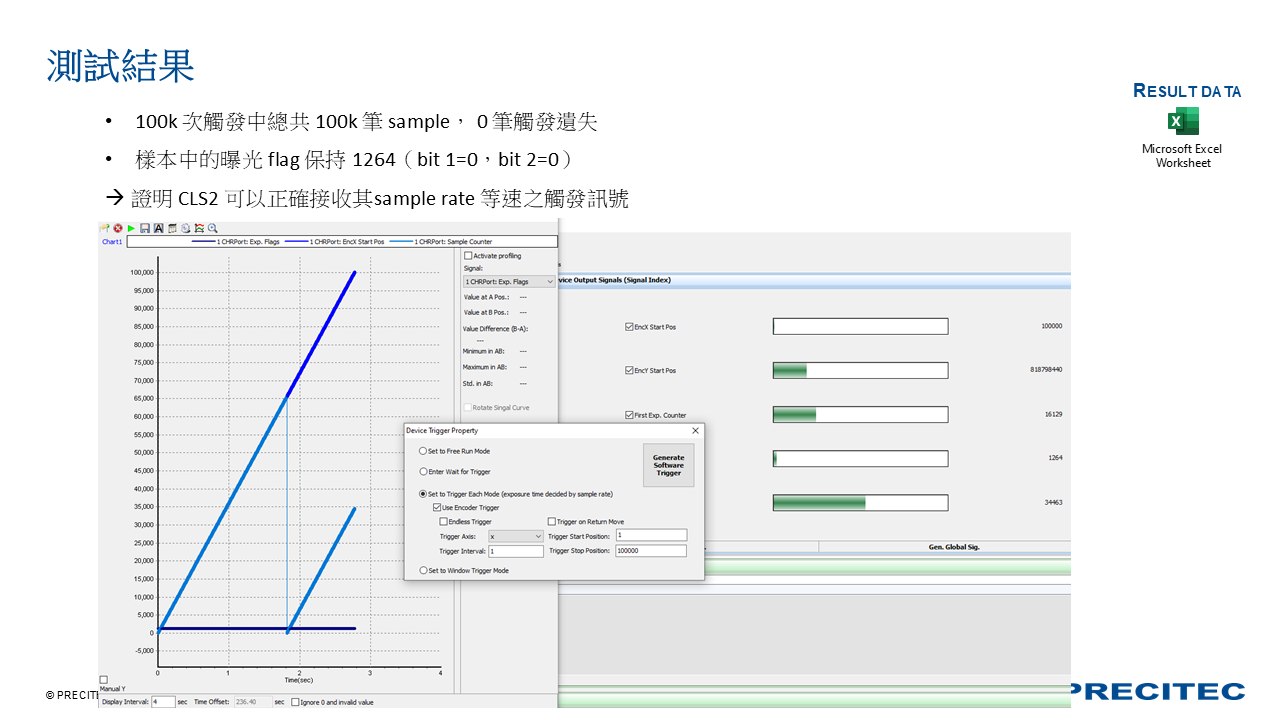 測試結果
RESULT DATA
Microsoft Excel
Worksheet
• 100k 次觸發中總共 100k 筆 sample， 0 筆觸發遺失
• 樣本中的曝光 flag 保持 1264（bit 1=0，bit 2=0）
→ 證明 CLS2 可以正確接收其sample rate 等速之觸發訊號
Chart1
1 CHRPort: Exp. Flags
1 CHRPort: EncX Start Pos
1 CHRPort: Sample Counter
100,000
95,000
90,000
85,000
80,000
75,000
70,000
65,000
60,000
55,000
50,000
45,000
40,000
35,000
30,000
25,000
20,000
15,000
10,000
5,000
0
-5,000
0 1 2 3 4
Time(sec)
Manual Y
Display Interval: 4 sec Time Offset: 236.40 sec Ignore 0 and invalid value
Activate profiling
Signal:
1 CHRPort: Exp. Flags
Value at A Pos.: ---
Value at B Pos.: ---
Value Difference (B-A):
---
Minimum in AB: ---
Maximum in AB: ---
Std. in AB: ---
Rotate Singal Curve
vice Output Signals (Signal Index)
EncX Start Pos 100000
EncY Start Pos 818798440
First Exp. Counter 16129
1264
34463
Gen. Global Sig.
Device Trigger Property
Set to Free Run Mode
Generate
Software
Trigger
Enter Wait for Trigger
Set to Trigger Each Mode (exposure time decided by sample rate)
Use Encoder Trigger
Endless Trigger Trigger on Return Move
Trigger Axis: x Trigger Start Position: 1
Trigger Interval: 1 Trigger Stop Position: 100000
Set to Window Trigger Mode
© PRECIT
PRECITEC